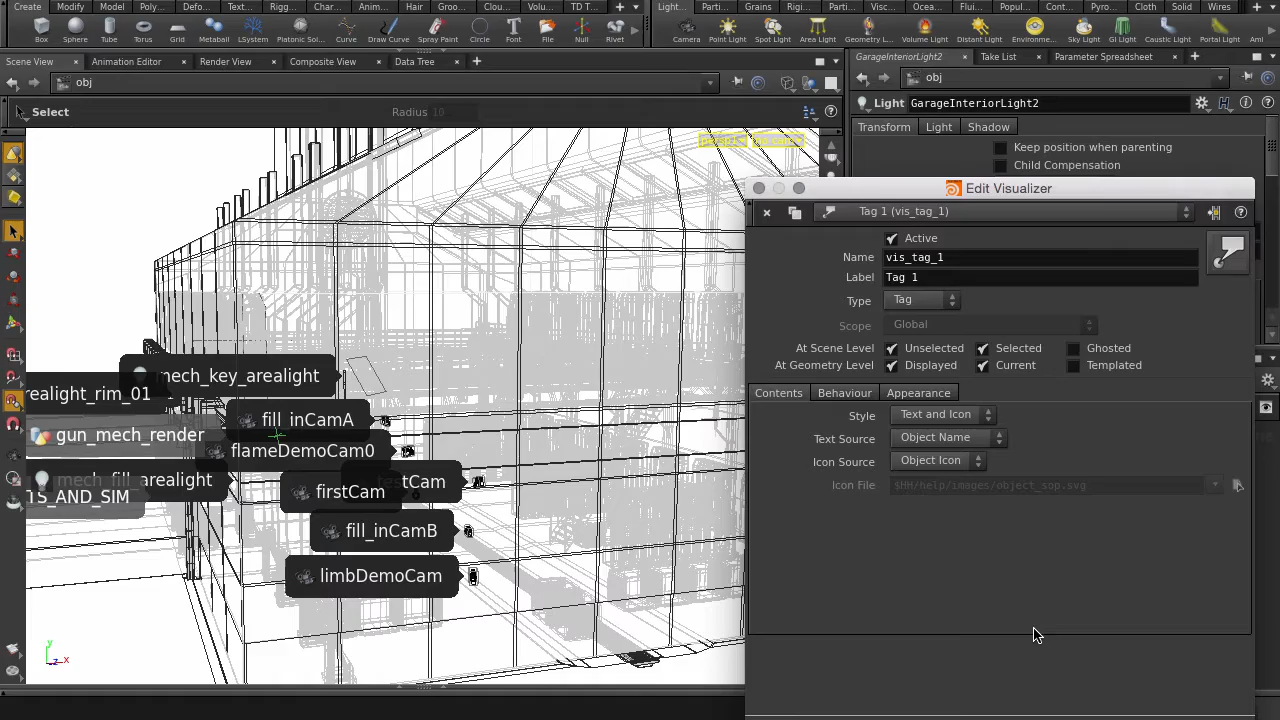 Create Modify Model Poly... Defo... Text... Rigg... Char... Anim... Hair Groo... Clou... Volu... TD T...
Light... Parti... Grains Rigi... Parti... Visc... Ocea... Flui... Popul... Cont... Pyro... Cloth Solid Wires
Box Sphere Tube Torus Grid Metaball LSystem Platonic Sol... Curve Draw Curve Spray Paint Circle Font File Null Rivet
Camera Point Light Spot Light Area Light Geometry L... Volume Light Distant Light Environme... Sky Light GI Light Caustic Light Portal Light Ami
Scene View Animation Editor Render View Composite View Data Tree
GarageInteriorLight2 Take List Parameter Spreadsheet
obj
obj
Select Radius 10
Light GarageInteriorLight2
Transform Light Shadow
Keep position when parenting
Child Compensation
Edit Visualizer
Tag 1 (vis_tag_1)
Active
Name vis_tag_1
Label Tag 1
Type Tag
Scope Global
At Scene Level Unselected Selected Ghosted
At Geometry Level Displayed Current Templated
Contents Behaviour Appearance
Style Text and Icon
Text Source Object Name
Icon Source Object Icon
Icon File $HH/help/images/object_sop.svg
mech_key_arealight
realight_rim_01
fill_inCamA
gun_mech_render
flameDemoCam0
mech_fill_arealight
tCam
firstCam
TS_AND_SIM
fill_inCamB
limbDemoCam
y
z x